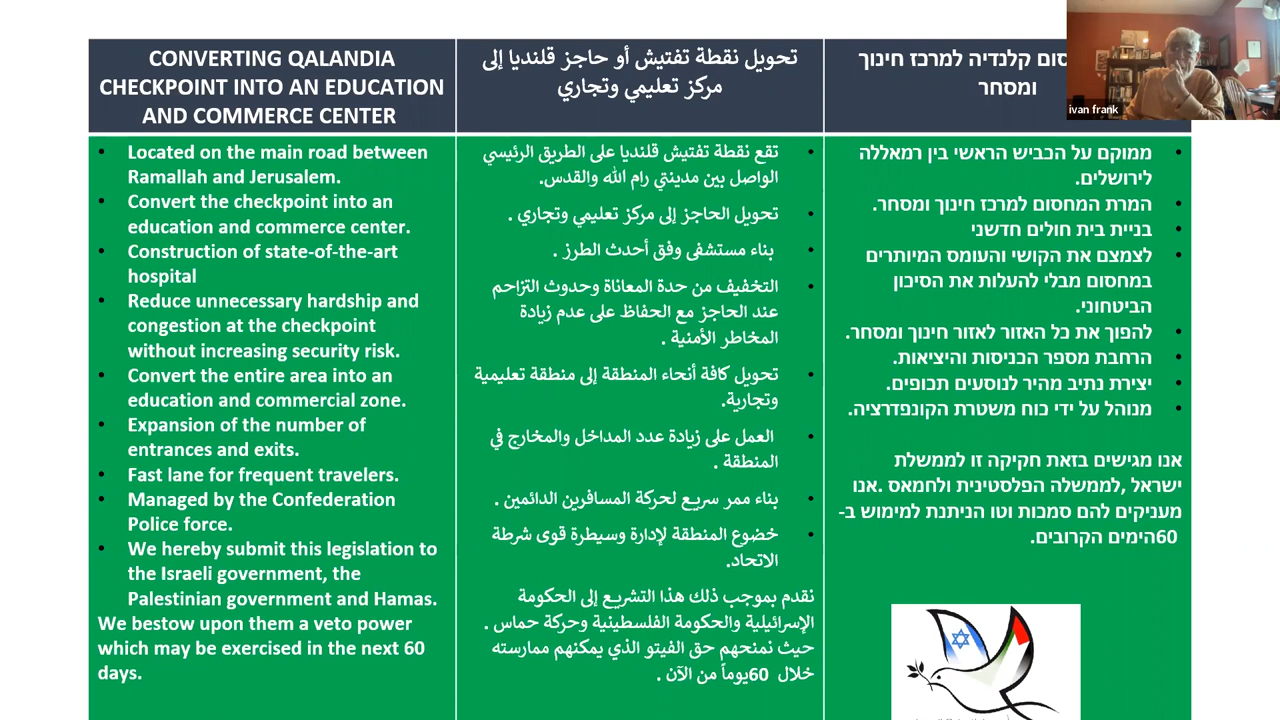 CONVERTING QALANDIA
CHECKPOINT INTO AN EDUCATION
AND COMMERCE CENTER
• Located on the main road between
Ramallah and Jerusalem.
• Convert the checkpoint into an
education and commerce center.
• Construction of state-of-the-art
hospital
• Reduce unnecessary hardship and
congestion at the checkpoint
without increasing security risk.
• Convert the entire area into an
education and commercial zone.
• Expansion of the number of
entrances and exits.
• Fast lane for frequent travelers.
• Managed by the Confederation
Police force.
• We hereby submit this legislation to
the Israeli government, the
Palestinian government and Hamas.
We bestow upon them a veto power
which may be exercised in the next 60
days.
تحويل نقطة تفتيش أو حاجز قلنديا إلى
مركز تعليمي وتجاري
• تقع نقطة تفتيش قلنديا على الطريق الرئيسي
الواصل بين مدينتي رام الله والقدس.
• تحويل الحاجز إلى مركز تعليمي وتجاري .
• بناء مستشفى وفق أحدث الطرز .
• التخفيف من حدة المعاناة وحدوث التزاحم
عند الحاجز مع الحفاظ على عدم زيادة
المخاطر الأمنية .
• تحويل كافة أنحاء المنطقة إلى منطقة تعليمية
وتجارية.
• العمل على زيادة عدد المداخل والمخارج في
المنطقة .
• بناء ممر سريع لحركة المسافرين الدائمين .
• خضوع المنطقة لإدارة وسيطرة قوى شرطة
الاتحاد.
نقدم بموجب ذلك هذا التشريع إلى الحكومة
الإسرائيلية والحكومة الفلسطينية وحركة حماس .
حيث نمنحهم حق الفيتو الذي يمكنهم ممارسته
خلال 60يوماً من الآن .
קלנדיה למרכז חינוך
ומסחר
• ממוקם על הכביש הראשי בין רמאללה
לירושלים.
• המרת המחסום למרכז חינוך ומסחר.
• בניית בית חולים חדשני
• לצמצם את הקושי והעומס המיותרים
במחסום מבלי להעלות את הסיכון
הביטחוני.
• להפוך את כל האזור לאזור חינוך ומסחר.
• הרחבת מספר הכניסות והיציאות.
• יצירת נתיב מהיר לנוסעים תכופים.
• מנוהל על ידי כוח משטרת הקונפדרציה.
אנו מגישים בזאת חקיקה זו לממשלת
ישראל ,לממשלה הפלסטינית ולחמאס .אנו
מעניקים להם סמכות וטו הניתנת למימוש ב-
60הימים הקרובים.
ivan frank